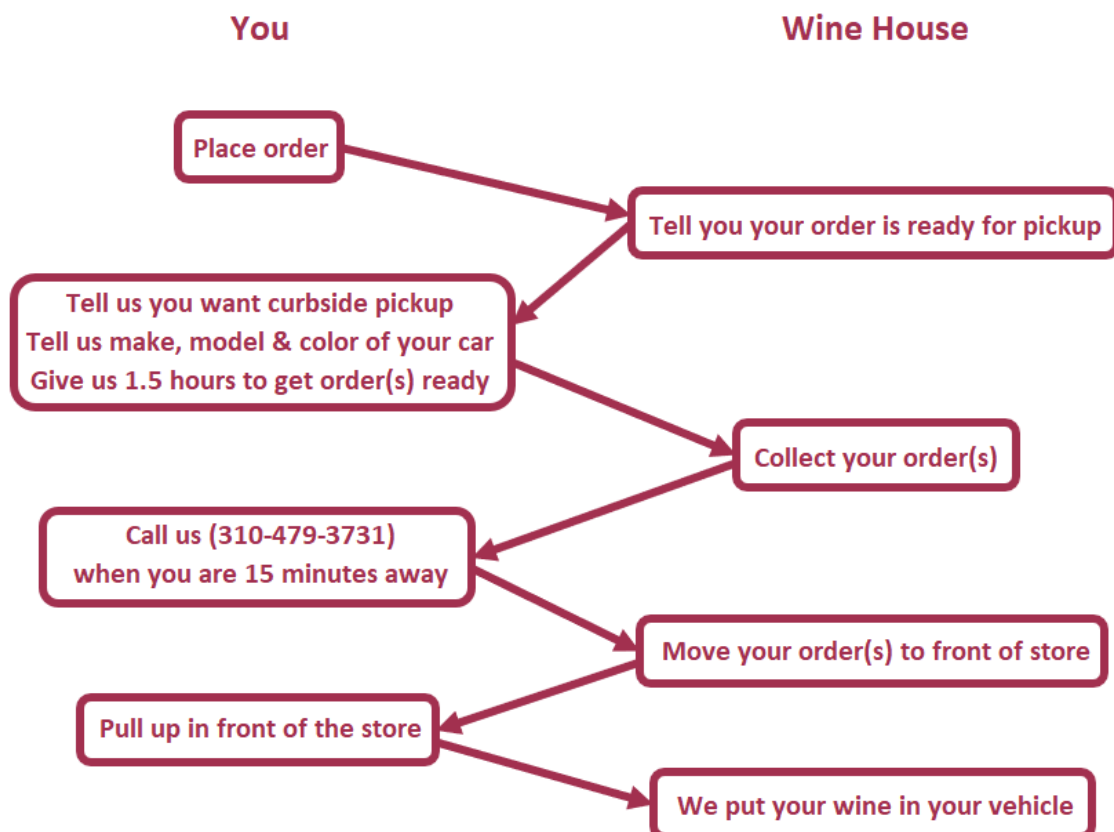 You
Wine House
Place order
Tell you your order is ready for pickup
Tell us you want curbside pickup
Tell us make, model & color of your car
Give us 1.5 hours to get order(s) ready
Collect your order(s)
Call us (310-479-3731)
when you are 15 minutes away
Move your order(s) to front of store
Pull up in front of the store
We put your wine in your vehicle